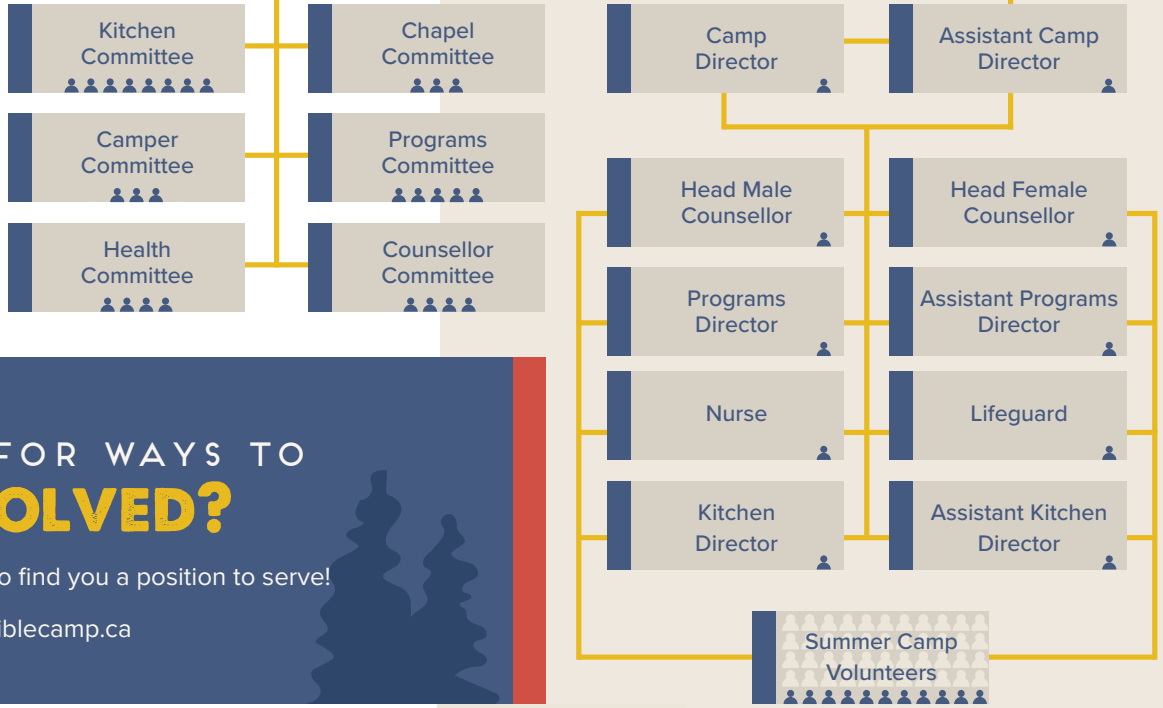 Kitchen
Committee
Chapel
Committee
Camper
Committee
Programs
Committee
Health
Committee
Counsellor
Committee
FOR WAYS TO
OLVED?
o find you a position to serve!
iblecamp.ca
Camp
Director
Assistant Camp
Director
Head Male
Counsellor
Head Female
Counsellor
Programs
Director
Assistant Programs
Director
Nurse
Lifeguard
Kitchen
Director
Assistant Kitchen
Director
Summer Camp
Volunteers